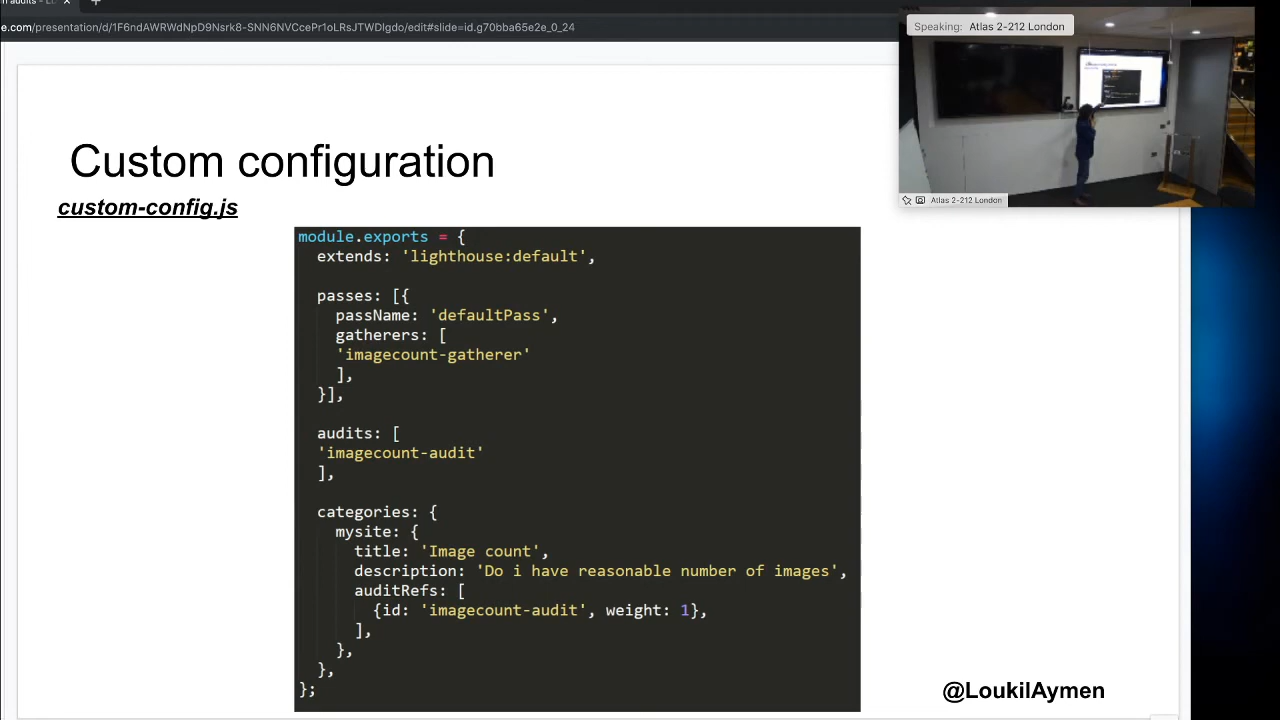 e.com/presentation/d/1F6ndAWRWdNpD9Nsrk8-SNN6NVCcePr1oLRsJTWDlgdo/edit#slide=id.g70bba65e2e_0_24
Speaking: Atlas 2-212 London
Atlas 2-212 London
Custom configuration
custom-config.js
module.exports = {
extends: 'lighthouse:default',
passes: [{
passName: 'defaultPass',
gatherers: [
'imagecount-gatherer'
],
}],
audits: [
'imagecount-audit'
],
categories: {
mysite: {
title: 'Image count',
description: 'Do i have reasonable number of images',
auditRefs: [
{id: 'imagecount-audit', weight: 1},
],
},
},
};
@LoukilAymen